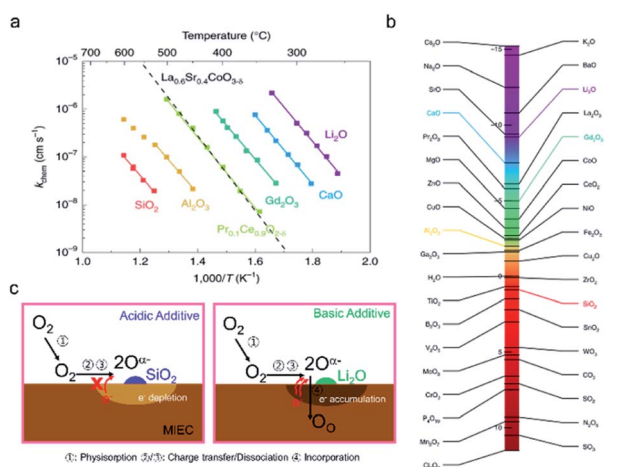 a
Temperature (°C)
700 600 500 400 300
La0.6Sr0.4CoO3-δ
10-5
10-6
10-7
10-8
10-9
kchem (cm s-1)
Li2O
CaO
Gd2O3
Al2O3
SiO2
Pr0.1Ce0.9O2-δ
1.0 1.2 1.4 1.6 1.8 2.0
1,000/T (K-1)
b
Cs2O
Na2O
SrO
CaO
Pr2O3
MgO
ZnO
CuO
Al2O3
Ga2O3
H2O
TiO2
B2O3
V2O5
MoO3
CrO3
P4O10
Mn2O7
Cl2O7
-15
-10
-5
0
5
10
K2O
BaO
Li2O
La2O3
Gd2O3
CoO
CeO2
NiO
Fe2O3
Cu2O
ZrO2
SiO2
SnO2
WO3
CO2
SO2
N2O5
SO3
c
Acidic Additive
O2
①
O2
②③
2Oα-
SiO2
e- depletion
MIEC
Basic Additive
O2
①
O2
②③
2Oα-
Li2O
④
e- accumulation
OO
①: Physisorption ②/③: Charge transfer/Dissociation ④: Incorporation